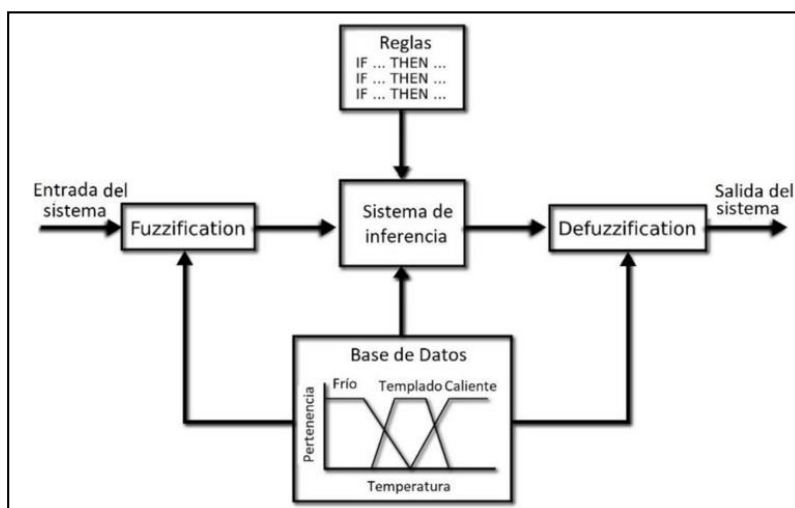 Reglas
IF ... THEN ...
IF ... THEN ...
IF ... THEN ...
Entrada del
sistema
Fuzzification
Sistema de
inferencia
Defuzzification
Salida del
sistema
Base de Datos
Frío Templado Caliente
Pertenencia
Temperatura